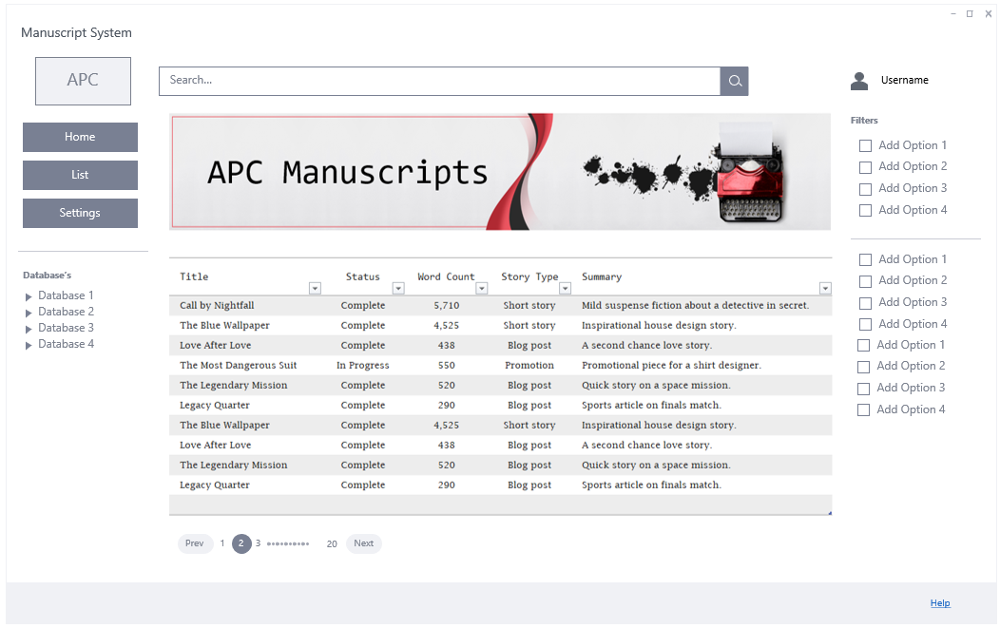 Manuscript System
APC
Search...
Username
Home
List
Settings
Database's
Database 1
Database 2
Database 3
Database 4
APC Manuscripts
Title Status Word Count Story Type Summary
Call by Nightfall Complete 5,710 Short story Mild suspense fiction about a detective in secret.
The Blue Wallpaper Complete 4,525 Short story Inspirational house design story.
Love After Love Complete 438 Blog post A second chance love story.
The Most Dangerous Suit In Progress 550 Promotion Promotional piece for a shirt designer.
The Legendary Mission Complete 520 Blog post Quick story on a space mission.
Legacy Quarter Complete 290 Blog post Sports article on finals match.
The Blue Wallpaper Complete 4,525 Short story Inspirational house design story.
Love After Love Complete 438 Blog post A second chance love story.
The Legendary Mission Complete 520 Blog post Quick story on a space mission.
Legacy Quarter Complete 290 Blog post Sports article on finals match.
Prev 1 2 3 20 Next
Filters
Add Option 1
Add Option 2
Add Option 3
Add Option 4
Add Option 1
Add Option 2
Add Option 3
Add Option 4
Add Option 1
Add Option 2
Add Option 3
Add Option 4
Help